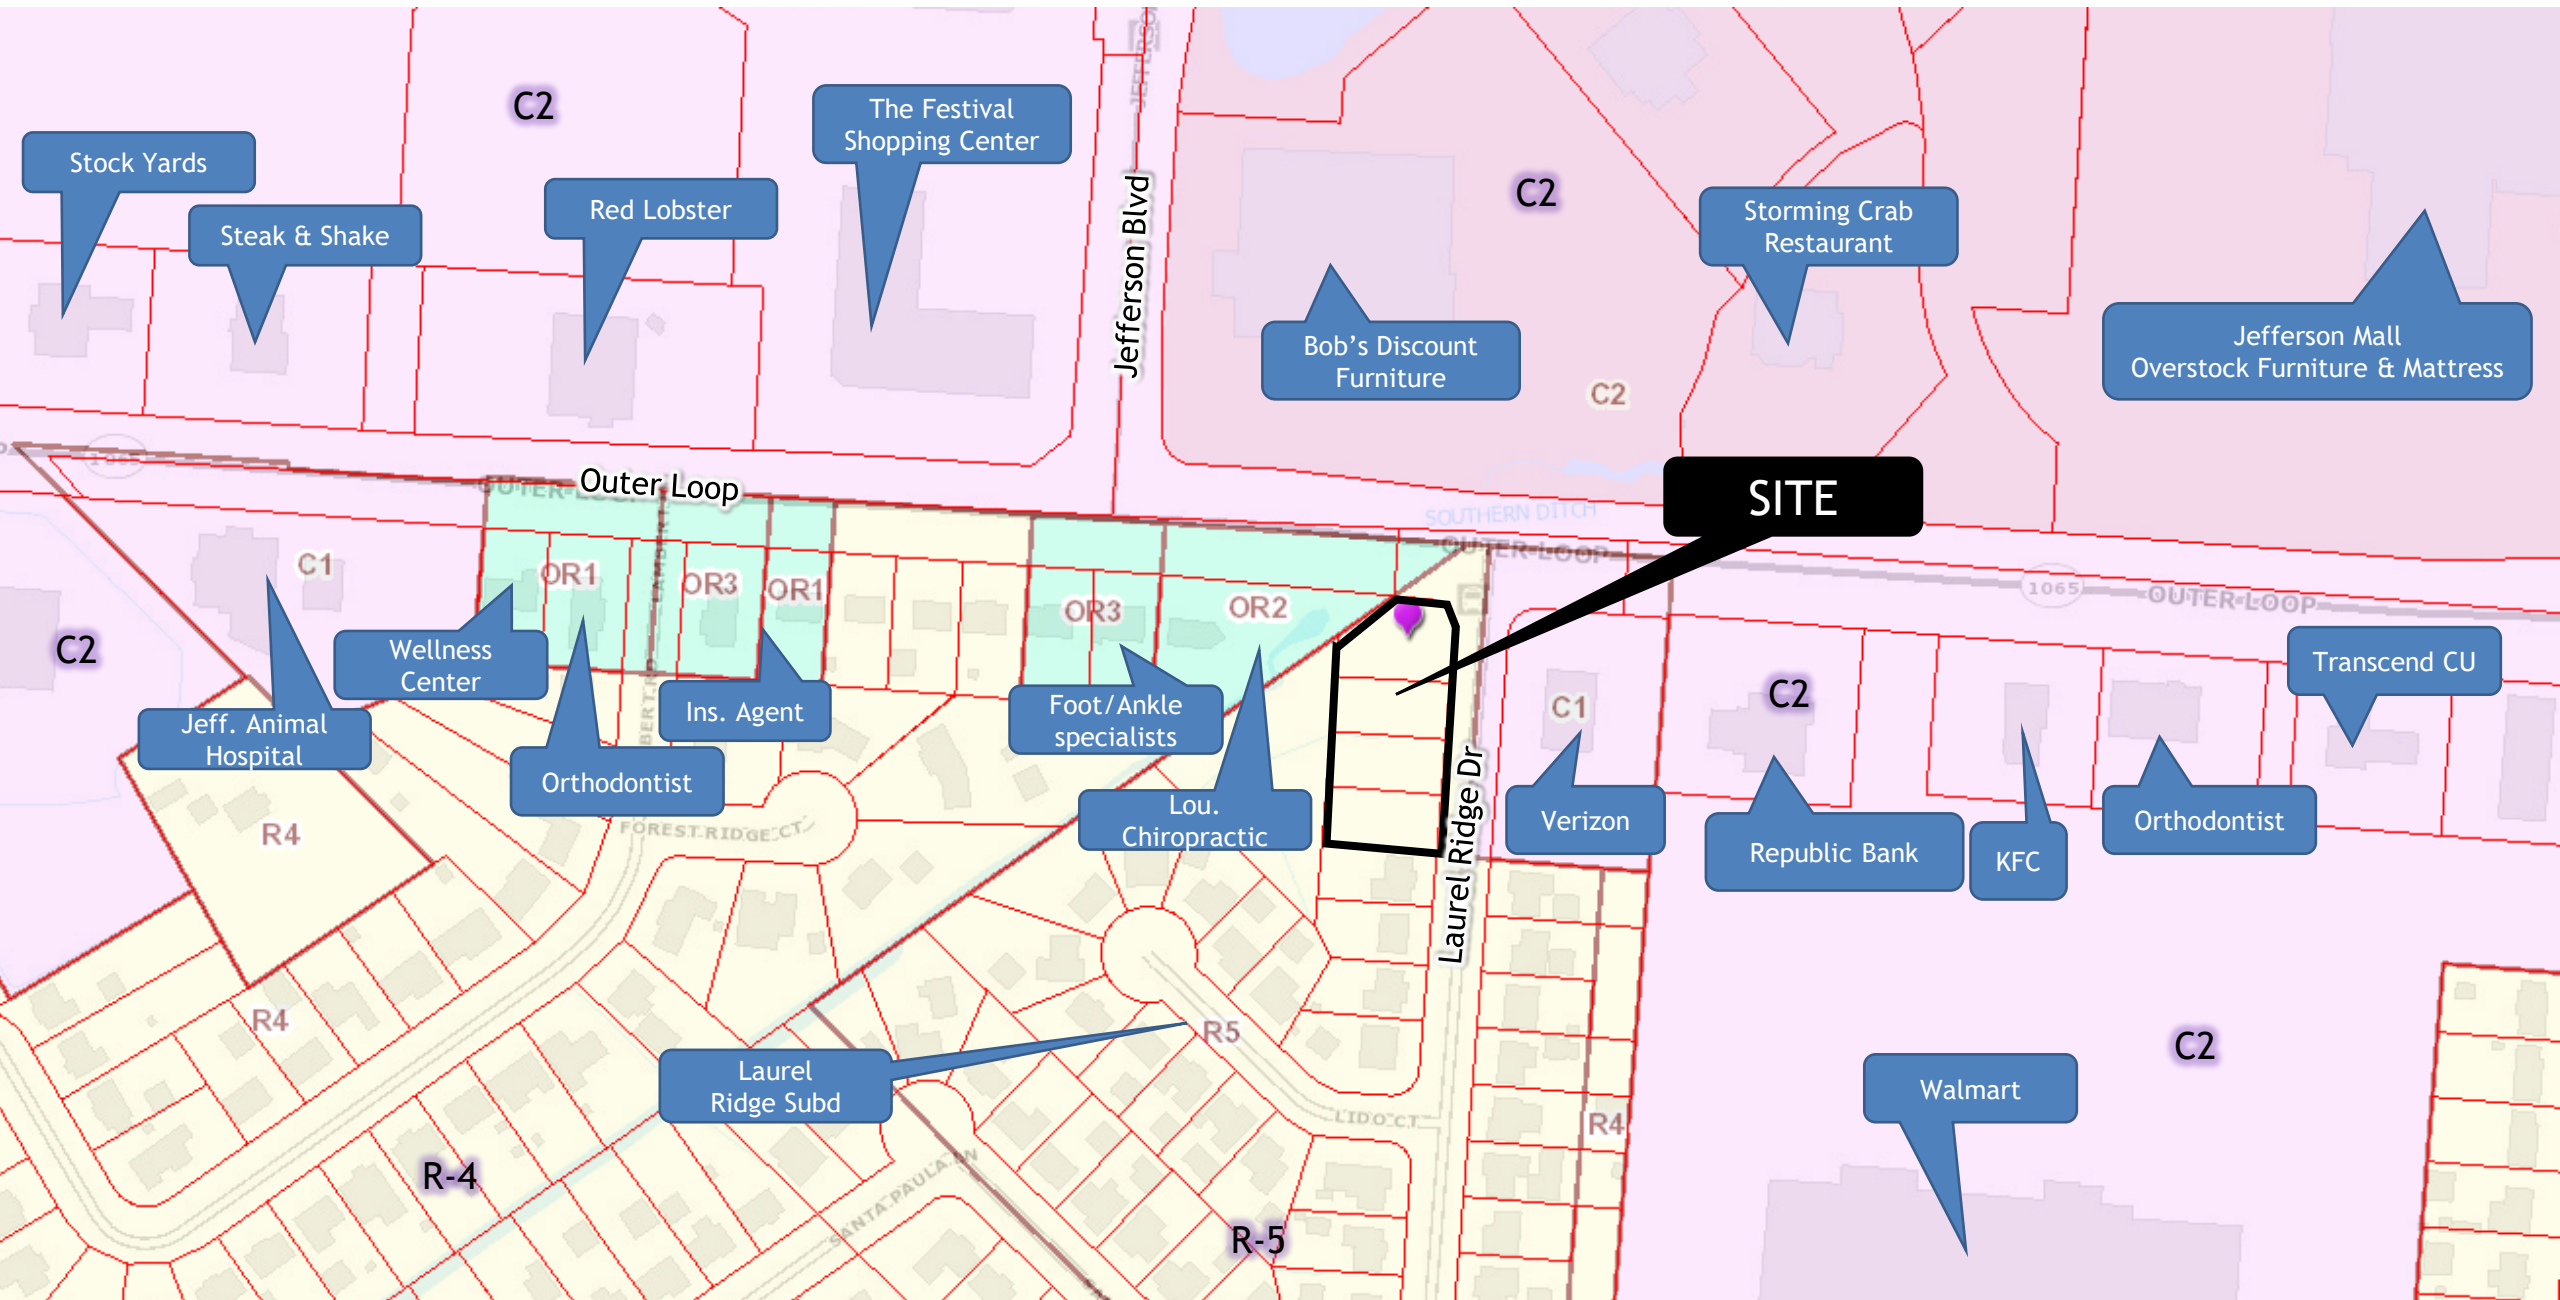 JEFFERSON
C2
The Festival
Shopping Center
Stock Yards
Steak & Shake
Red Lobster
Jefferson Blvd
C2
Storming Crab
Restaurant
Bob's Discount
Furniture
C2
Jefferson Mall
Overstock Furniture & Mattress
1065
OUTER LOOP
Outer Loop
SOUTHERN DITCH
SITE
OUTER LOOP
1065
OUTER LOOP
C1
OR1
OR3
OR1
OR3
OR2
C2
Wellness
Center
Jeff. Animal
Hospital
Orthodontist
Ins. Agent
Foot/Ankle
specialists
Lou.
Chiropractic
C1
C2
Transcend CU
Verizon
Republic Bank
KFC
Orthodontist
Laurel Ridge Dr
FOREST RIDGE CT
R4
R4
Laurel
Ridge Subd
R5
LIDO CT
R4
C2
Walmart
R-4
SANTA PAULA LN
R-5